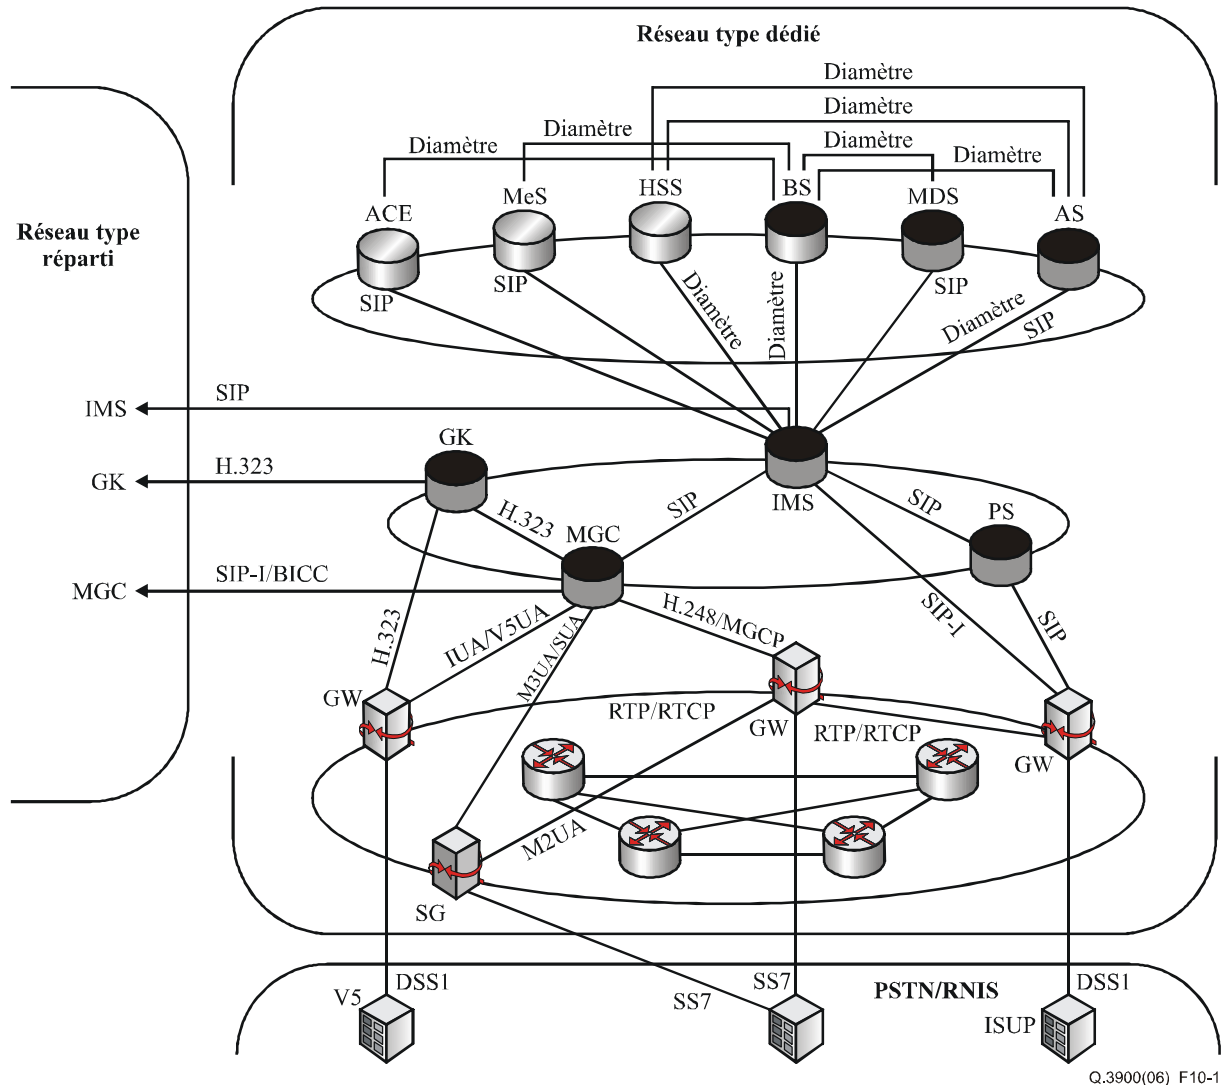 Réseau type dédié
Diamètre
Diamètre
Diamètre
Diamètre
Diamètre
Diamètre
ACE
MeS
HSS
BS
MDS
AS
Réseau type
réparti
SIP
SIP
Diamètre
Diamètre
SIP
Diamètre
SIP
IMS
SIP
GK
H.323
GK
IMS
H.323
SIP
SIP
PS
MGC
MGC
SIP-I/BICC
H.323
IUA/V5UA
M3UA/SUA
H.248/MGCP
SIP-I
SIP
GW
RTP/RTCP
GW
RTP/RTCP
GW
M2UA
SG
V5
DSS1
SS7
SS7
PSTN/RNIS
DSS1
ISUP
Q.3900(06)_F10-1